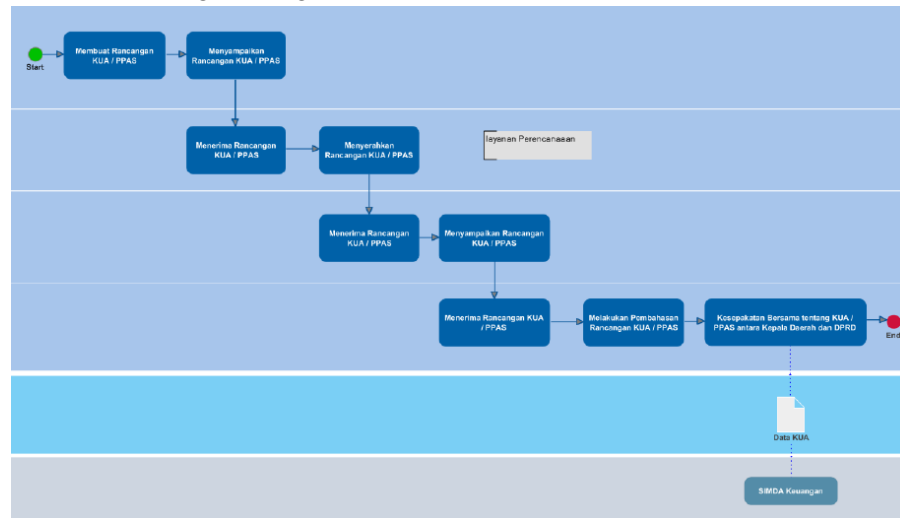 Membuat Rancangan
KUA / PPAS
Menyampaikan
Rancangan KUA / PPAS
Start
Menerima Rancangan
KUA / PPAS
Menyerahkan
Rancangan KUA / PPAS
layanan Perencanaaan
Menerima Rancangan
KUA / PPAS
Menyampaikan Rancangan
KUA / PPAS
Menerima Rancangan KUA
/ PPAS
Melakukan Pembahasan
Rancangan KUA / PPAS
Kesepakatan Bersama tentang KUA /
PPAS antara Kepala Daerah dan DPRD
End
Data KUA
SIMDA Keuangan